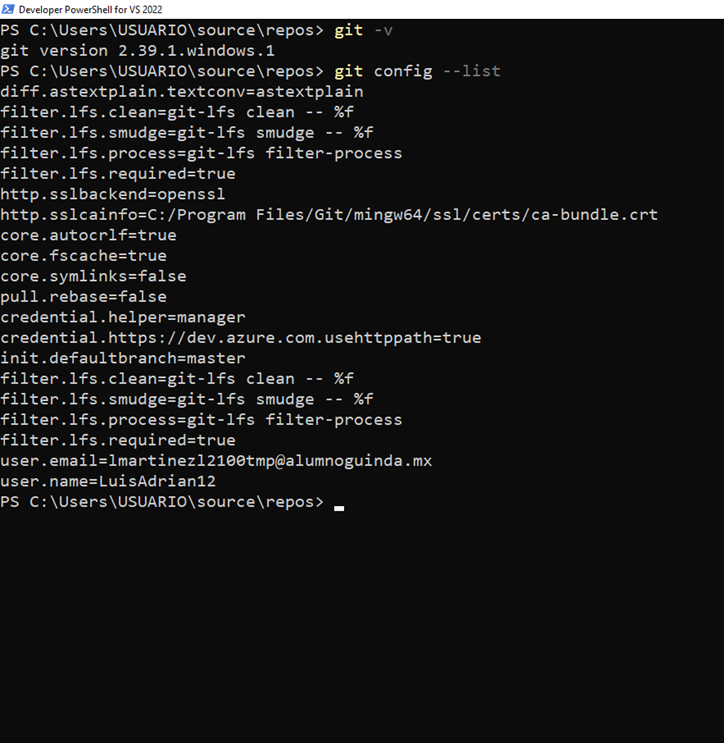 Developer PowerShell for VS 2022
PS C:\Users\USUARIO\source\repos> git -v
git version 2.39.1.windows.1
PS C:\Users\USUARIO\source\repos> git config --list
diff.astextplain.textconv=astextplain
filter.lfs.clean=git-lfs clean -- %f
filter.lfs.smudge=git-lfs smudge -- %f
filter.lfs.process=git-lfs filter-process
filter.lfs.required=true
http.sslbackend=openssl
http.sslcainfo=C:/Program Files/Git/mingw64/ssl/certs/ca-bundle.crt
core.autocrlf=true
core.fscache=true
core.symlinks=false
pull.rebase=false
credential.helper=manager
credential.https://dev.azure.com.usehttppath=true
init.defaultbranch=master
filter.lfs.clean=git-lfs clean -- %f
filter.lfs.smudge=git-lfs smudge -- %f
filter.lfs.process=git-lfs filter-process
filter.lfs.required=true
user.email=lmartinezl2100tmp@alumnoguinda.mx
user.name=LuisAdrian12
PS C:\Users\USUARIO\source\repos>